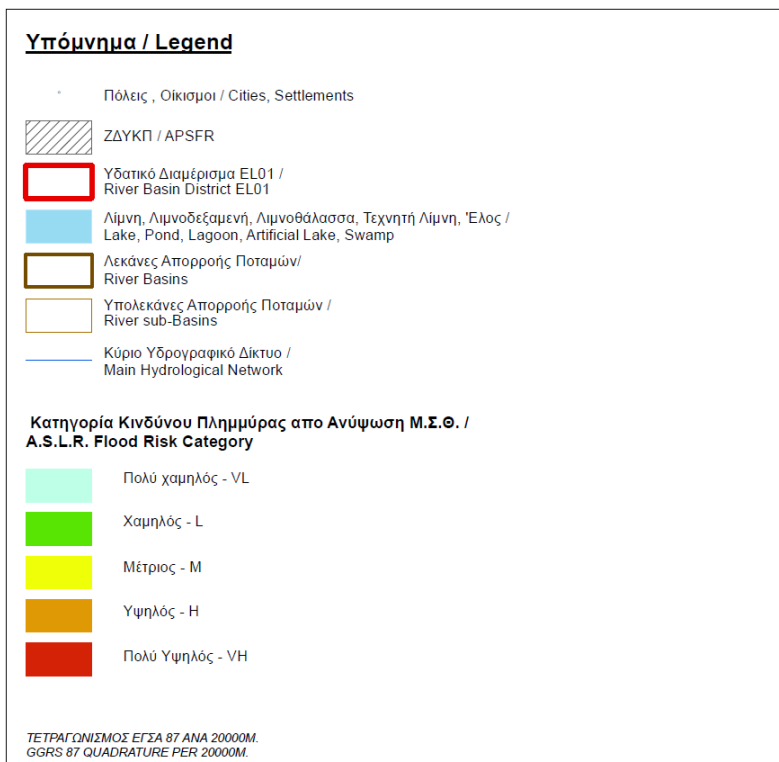 Υπόμνημα / Legend
Πόλεις , Οίκισμοι / Cities, Settlements
ΖΔΥΚΠ / APSFR
Υδατικό Διαμέρισμα EL01 /
River Basin District EL01
Λίμνη, Λιμνοδεξαμενή, Λιμνοθάλασσα, Τεχνητή Λίμνη, 'Ελος /
Lake, Pond, Lagoon, Artificial Lake, Swamp
Λεκάνες Απορροής Ποταμών/
River Basins
Υπολεκάνες Απορροής Ποταμών /
River sub-Basins
Κύριο Υδρογραφικό Δίκτυο /
Main Hydrological Network
Κατηγορία Κινδύνου Πλημμύρας απο Ανύψωση Μ.Σ.Θ. /
A.S.L.R. Flood Risk Category
Πολύ χαμηλός - VL
Χαμηλός - L
Μέτριος - M
Υψηλός - H
Πολύ Υψηλός - VH
ΤΕΤΡΑΓΩΝΙΣΜΟΣ ΕΓΣΑ 87 ΑΝΑ 20000Μ.
GGRS 87 QUADRATURE PER 20000M.